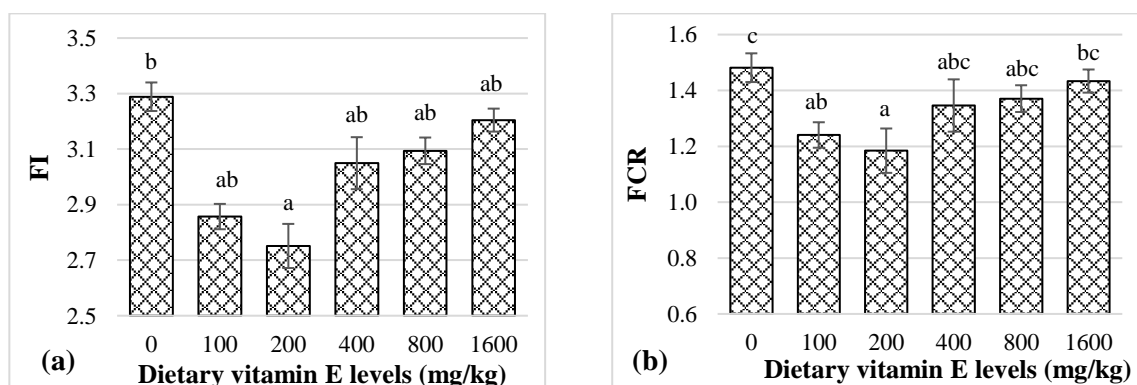 3.5
3.3
3.1
2.9
2.7
2.5
FI
b
ab
a
ab
ab
ab
0 100 200 400 800 1600
(a) Dietary vitamin E levels (mg/kg)
1.6
1.4
1.2
1.0
0.8
0.6
FCR
c
ab
a
abc
abc
bc
0 100 200 400 800 1600
(b) Dietary vitamin E levels (mg/kg)